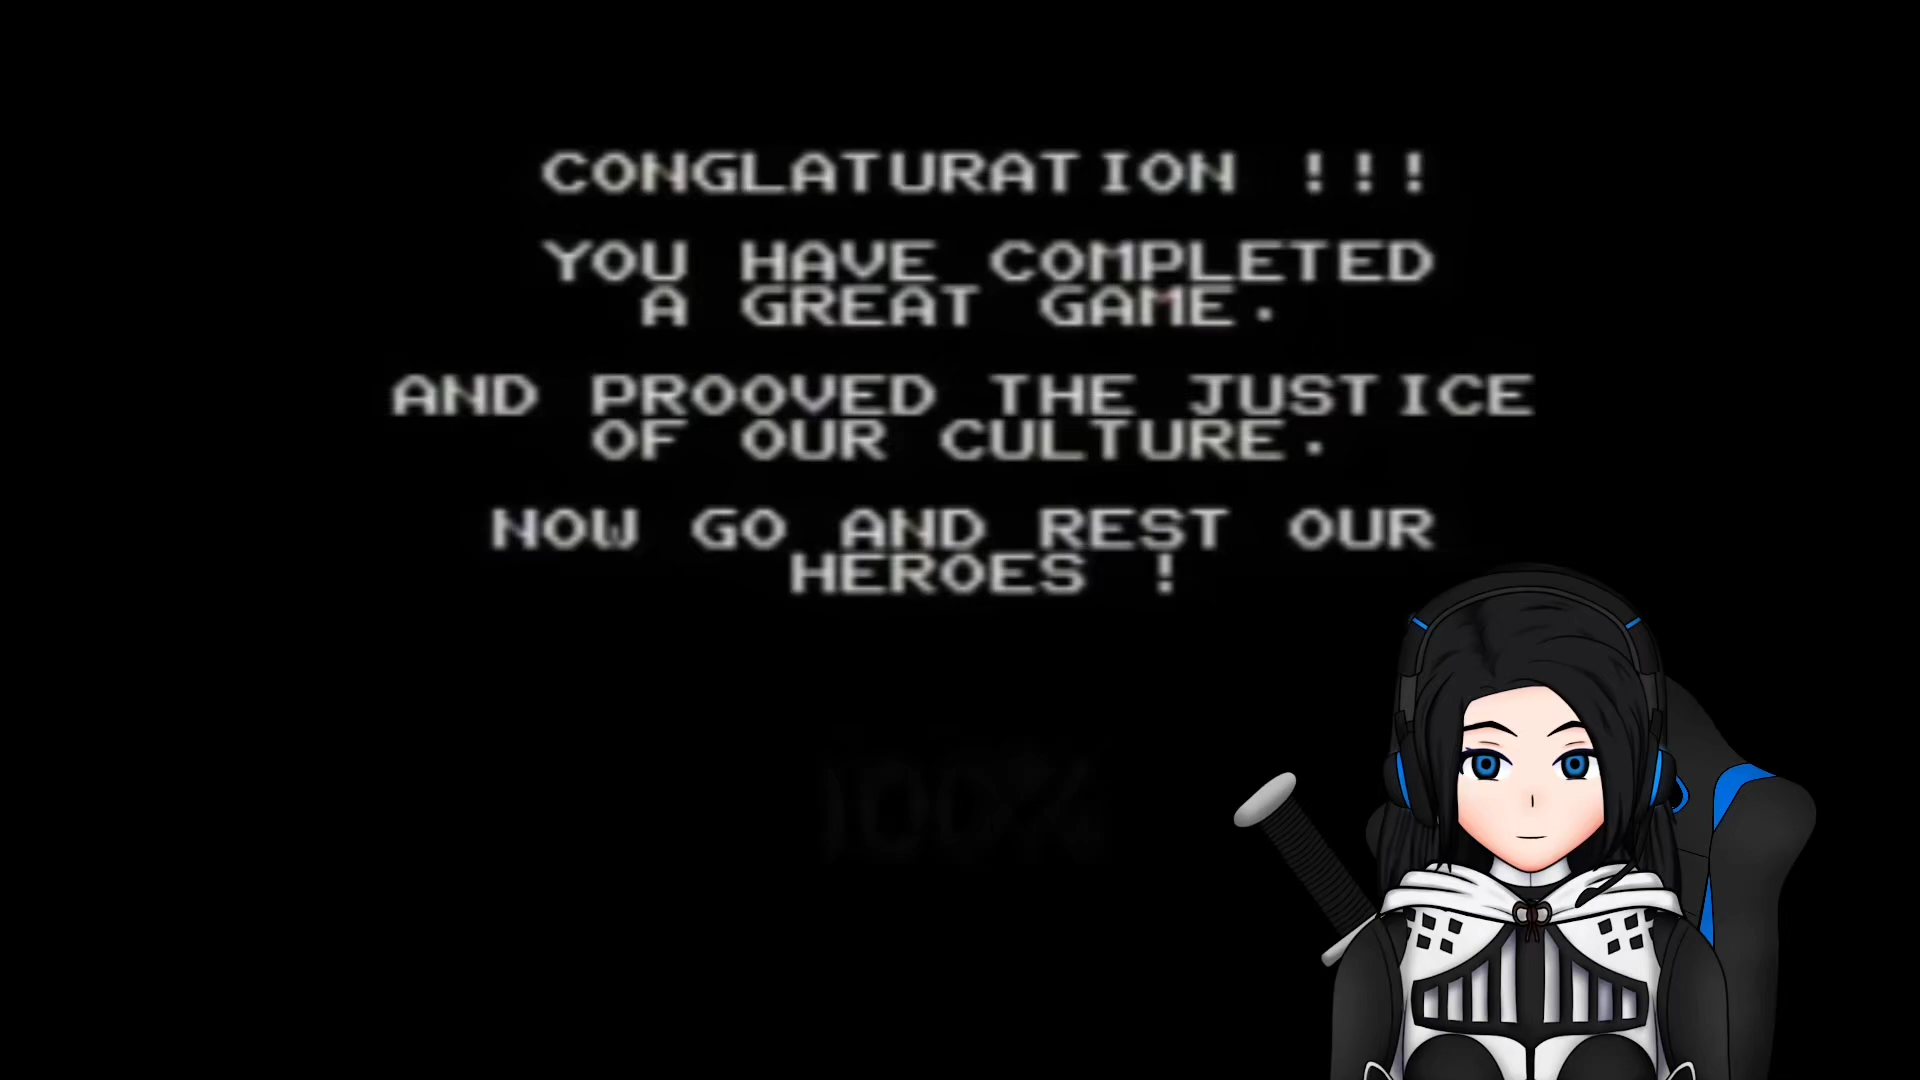 CONGLATURATION !!!
YOU HAVE COMPLETED
A GREAT GAME.
AND PROOVED THE JUSTICE
OF OUR CULTURE.
NOW GO AND REST OUR
HEROES !
100%